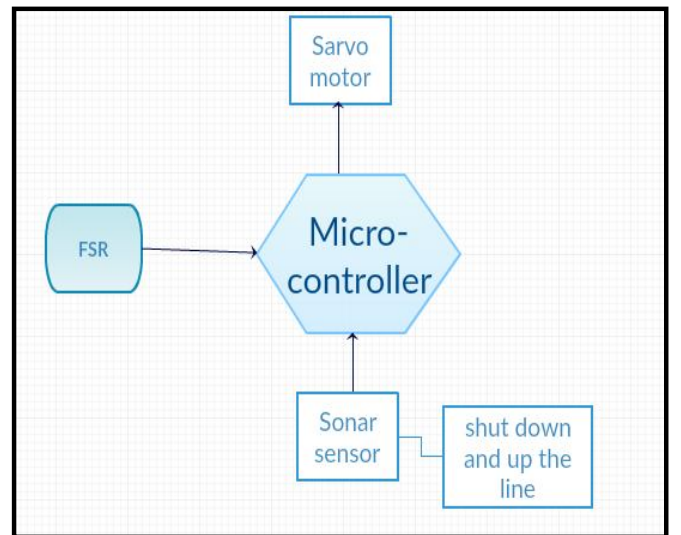 Sarvo
motor
FSR
Micro-
controller
Sonar
sensor
shut down
and up the
line